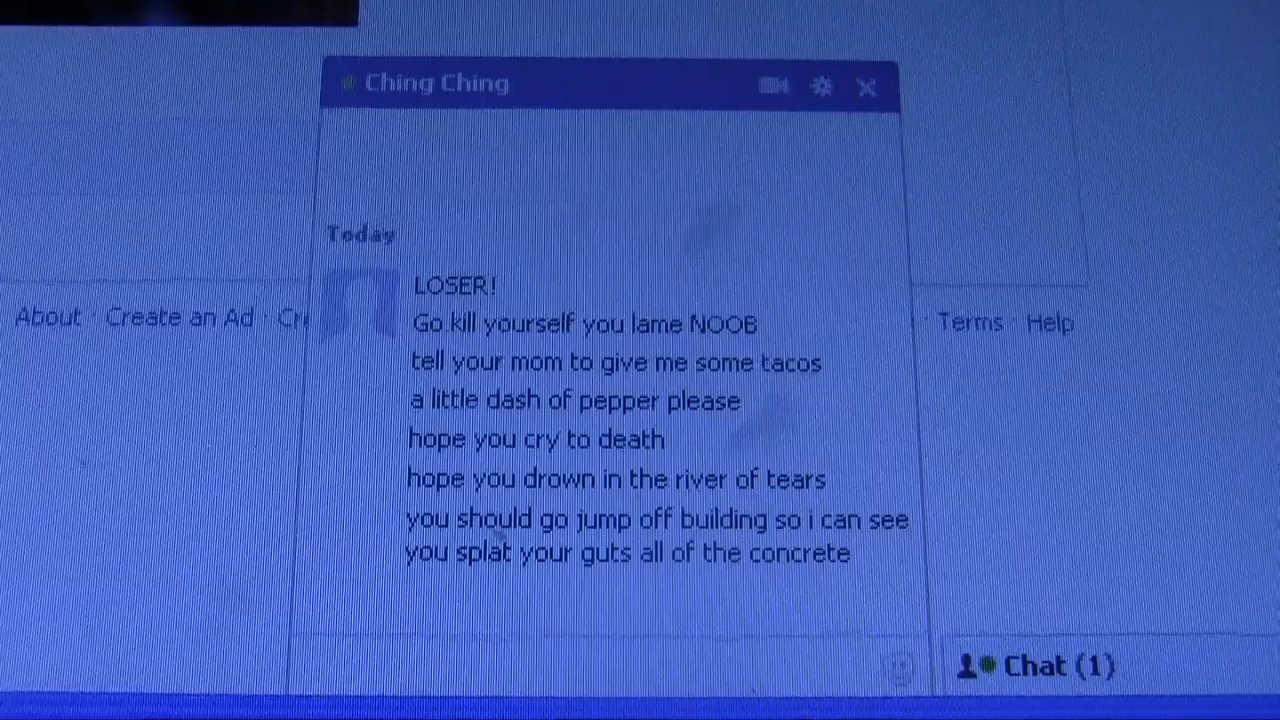 Ching Ching
Today
LOSER!
Go kill yourself you lame NOOB
tell your mom to give me some tacos
a little dash of pepper please
hope you cry to death
hope you drown in the river of tears
you should go jump off building so i can see
you splat your guts all of the concrete
About · Create an Ad ·
· Terms · Help
Chat (1)